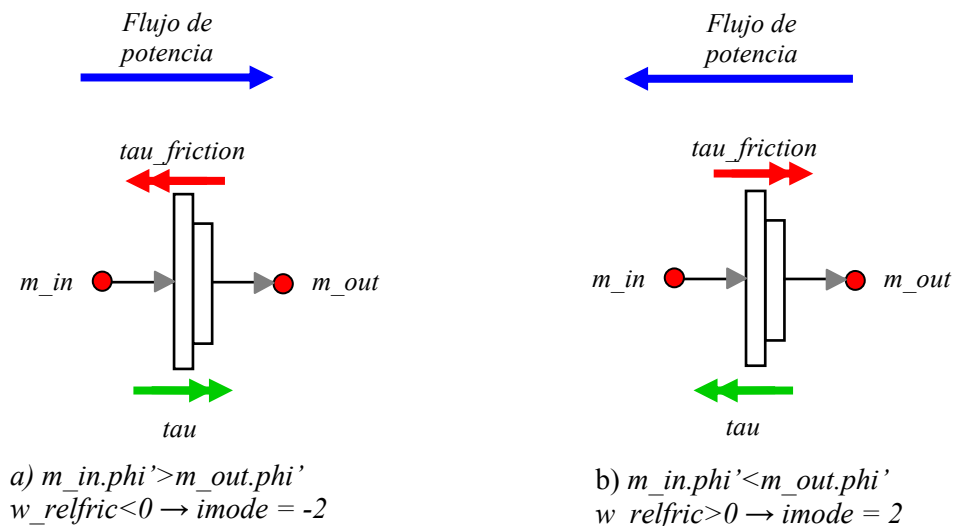 Flujo de
potencia
tau_friction
m_in
m_out
tau
a) m_in.phi’>m_out.phi’
w_relfric<0 → imode = -2
Flujo de
potencia
tau_friction
m_in
m_out
tau
b) m_in.phi’<m_out.phi’
w_relfric>0 → imode = 2